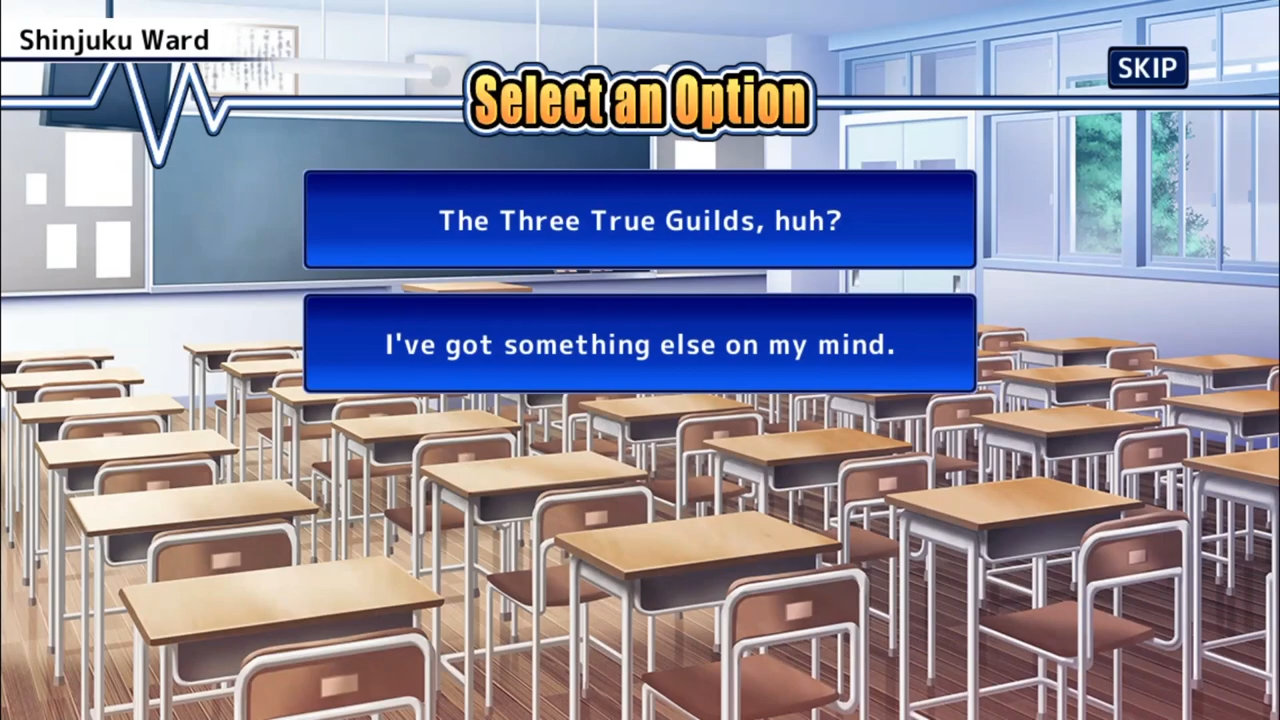 Shinjuku Ward
SKIP
Select an Option
The Three True Guilds, huh?
I've got something else on my mind.